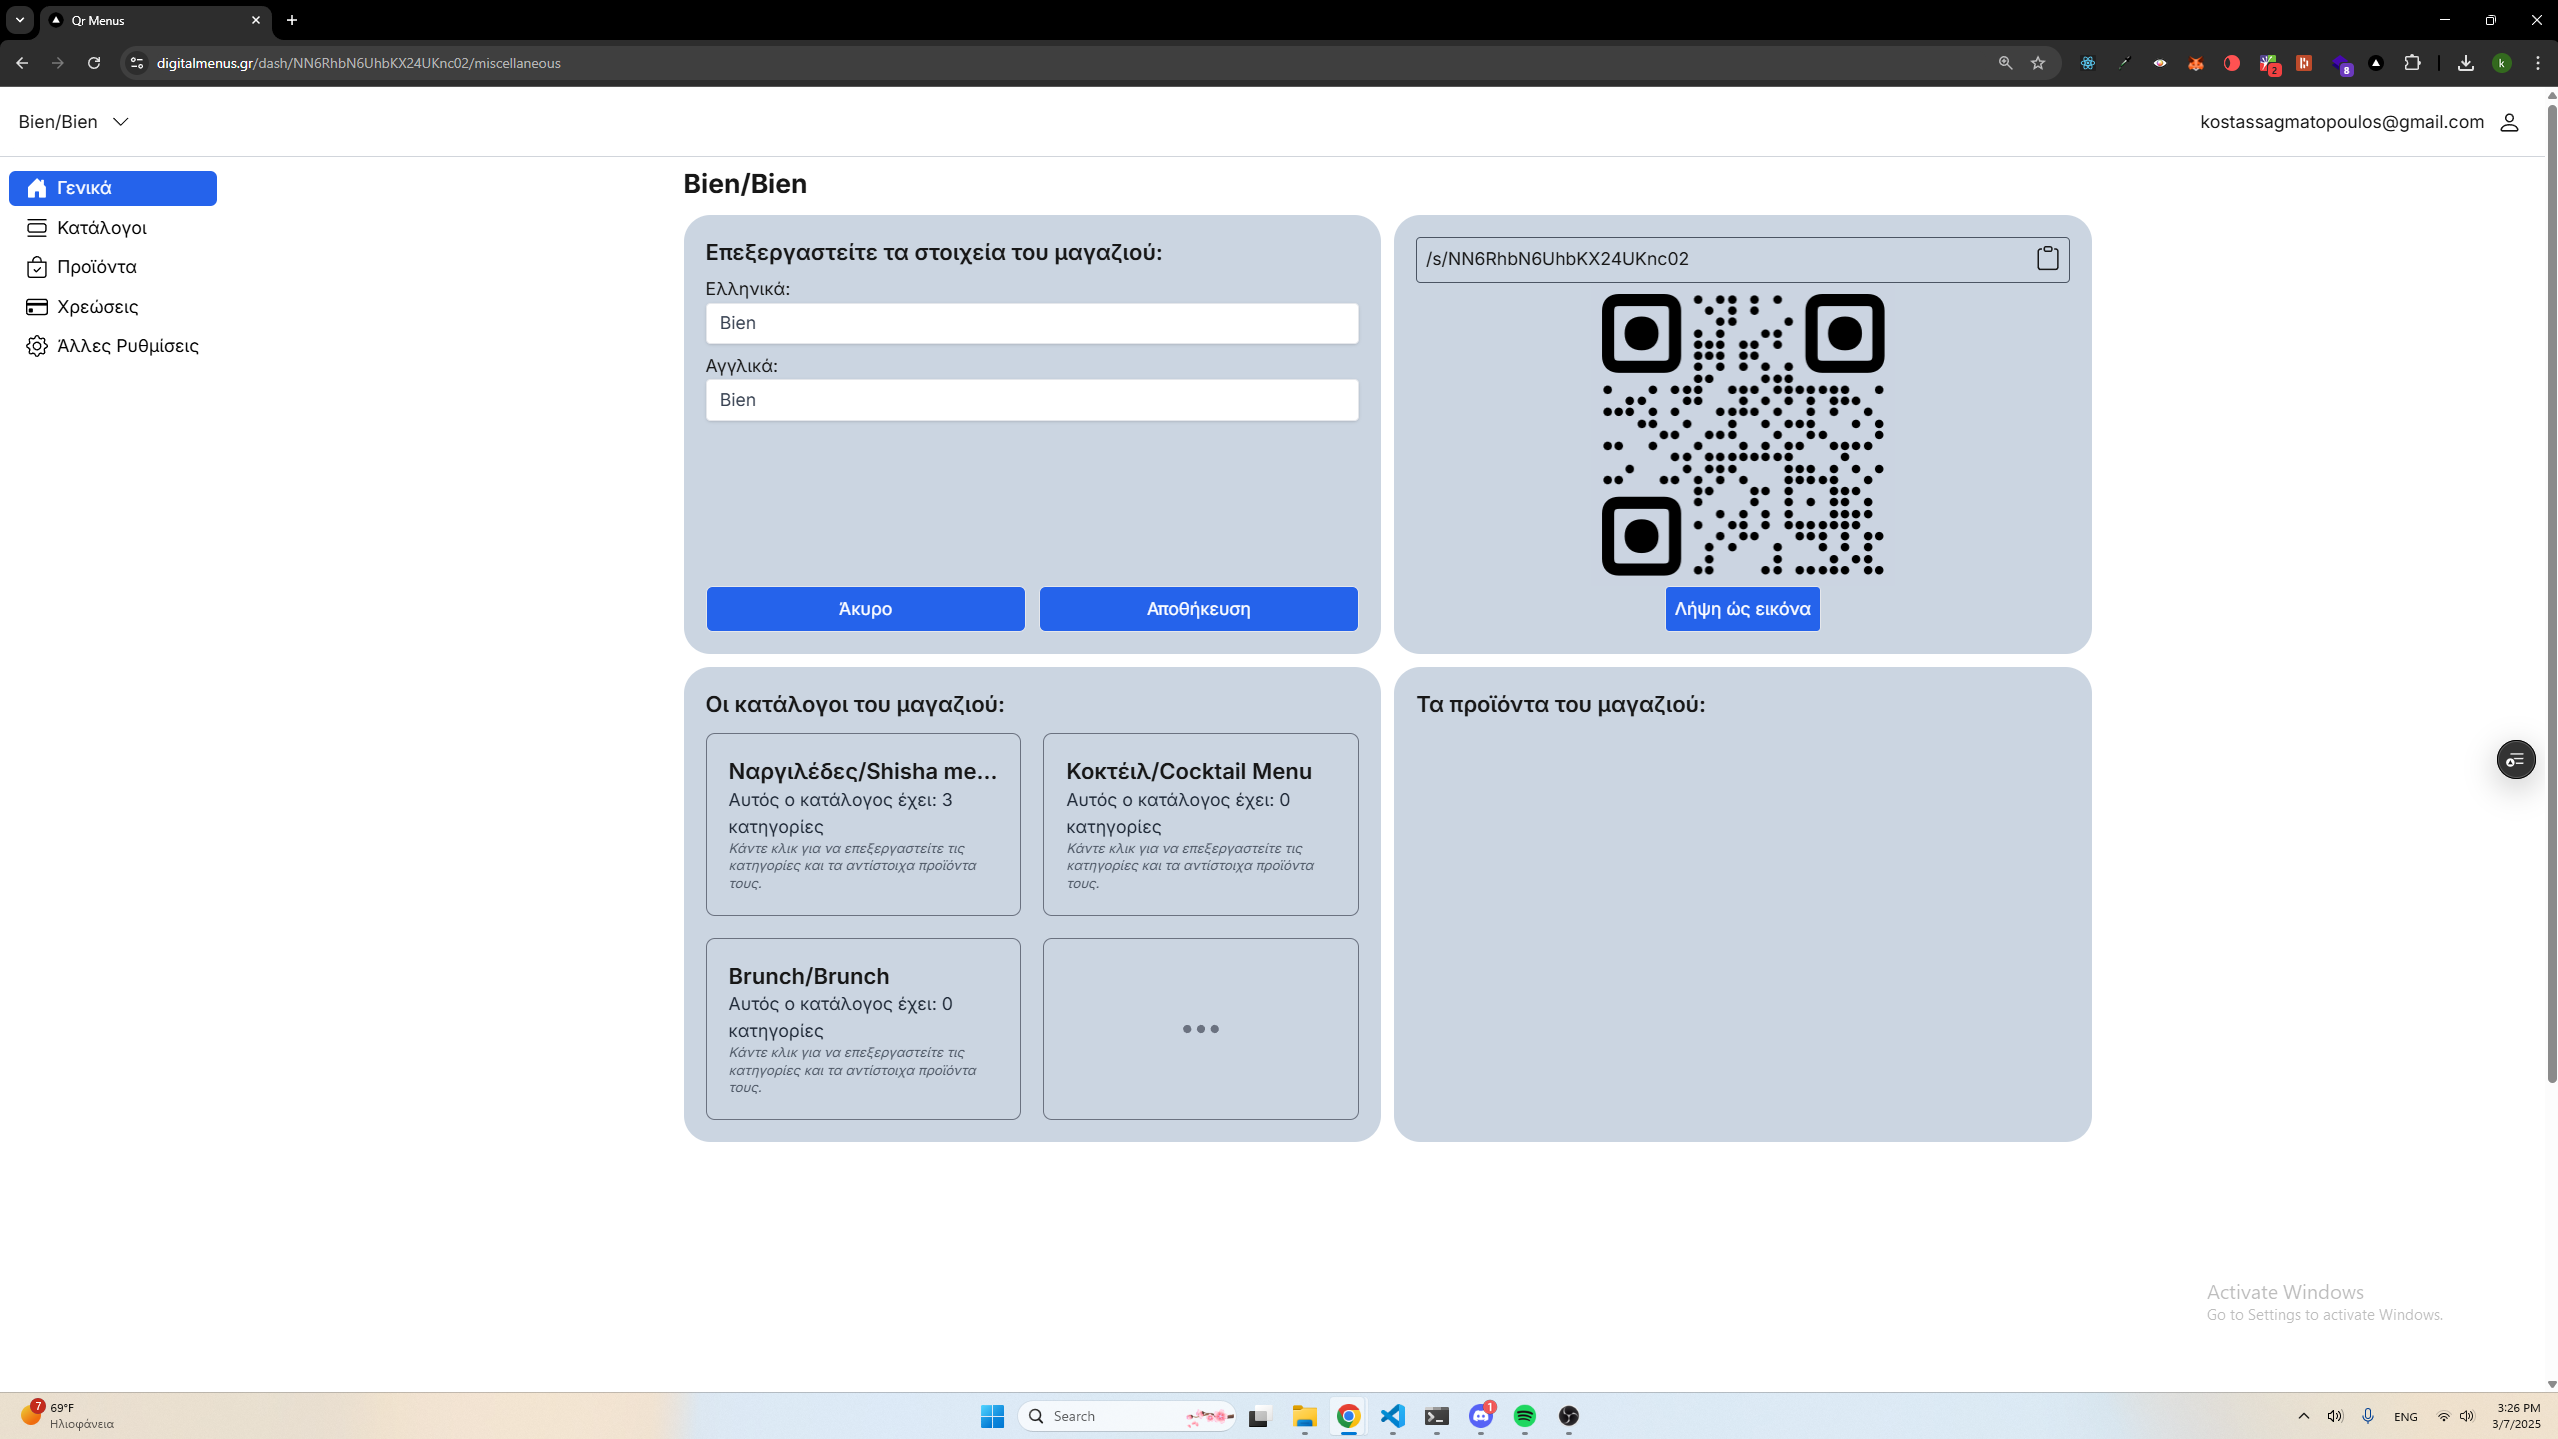 Qr Menus
digitalmenus.gr/dash/NN6RhbN6UhbKX24UKnc02/miscellaneous
2
8
k
Bien/Bien
kostassagmatopoulos@gmail.com
Γενικά
Κατάλογοι
Προϊόντα
Χρεώσεις
Άλλες Ρυθμίσεις
Bien/Bien
Επεξεργαστείτε τα στοιχεία του μαγαζιού:
Ελληνικά:
Bien
Αγγλικά:
Bien
Άκυρο
Αποθήκευση
/s/NN6RhbN6UhbKX24UKnc02
Λήψη ώς εικόνα
Οι κατάλογοι του μαγαζιού:
Ναργιλέδες/Shisha me...
Αυτός ο κατάλογος έχει: 3
κατηγορίες
Κάντε κλικ για να επεξεργαστείτε τις
κατηγορίες και τα αντίστοιχα προϊόντα
τους.
Κοκτέιλ/Cocktail Menu
Αυτός ο κατάλογος έχει: 0
κατηγορίες
Κάντε κλικ για να επεξεργαστείτε τις
κατηγορίες και τα αντίστοιχα προϊόντα
τους.
Brunch/Brunch
Αυτός ο κατάλογος έχει: 0
κατηγορίες
Κάντε κλικ για να επεξεργαστείτε τις
κατηγορίες και τα αντίστοιχα προϊόντα
τους.
Τα προϊόντα του μαγαζιού:
Activate Windows
Go to Settings to activate Windows.
7
69°F
Ηλιοφάνεια
Search
1
ENG
3:26 PM
3/7/2025